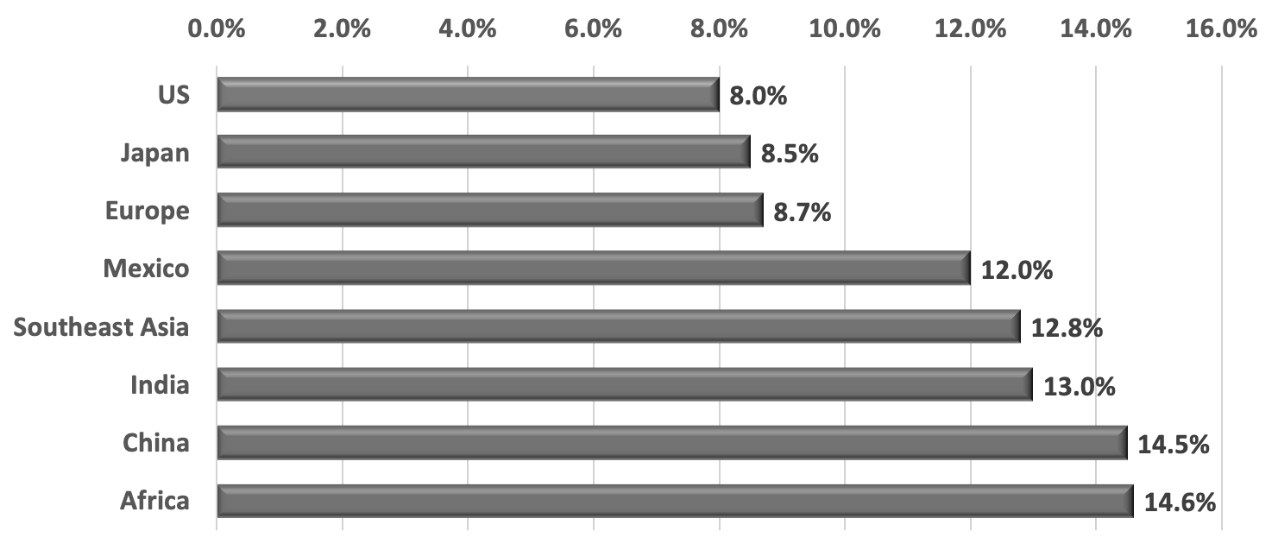 0.0% 2.0% 4.0% 6.0% 8.0% 10.0% 12.0% 14.0% 16.0%
US 8.0%
Japan 8.5%
Europe 8.7%
Mexico 12.0%
Southeast Asia 12.8%
India 13.0%
China 14.5%
Africa 14.6%